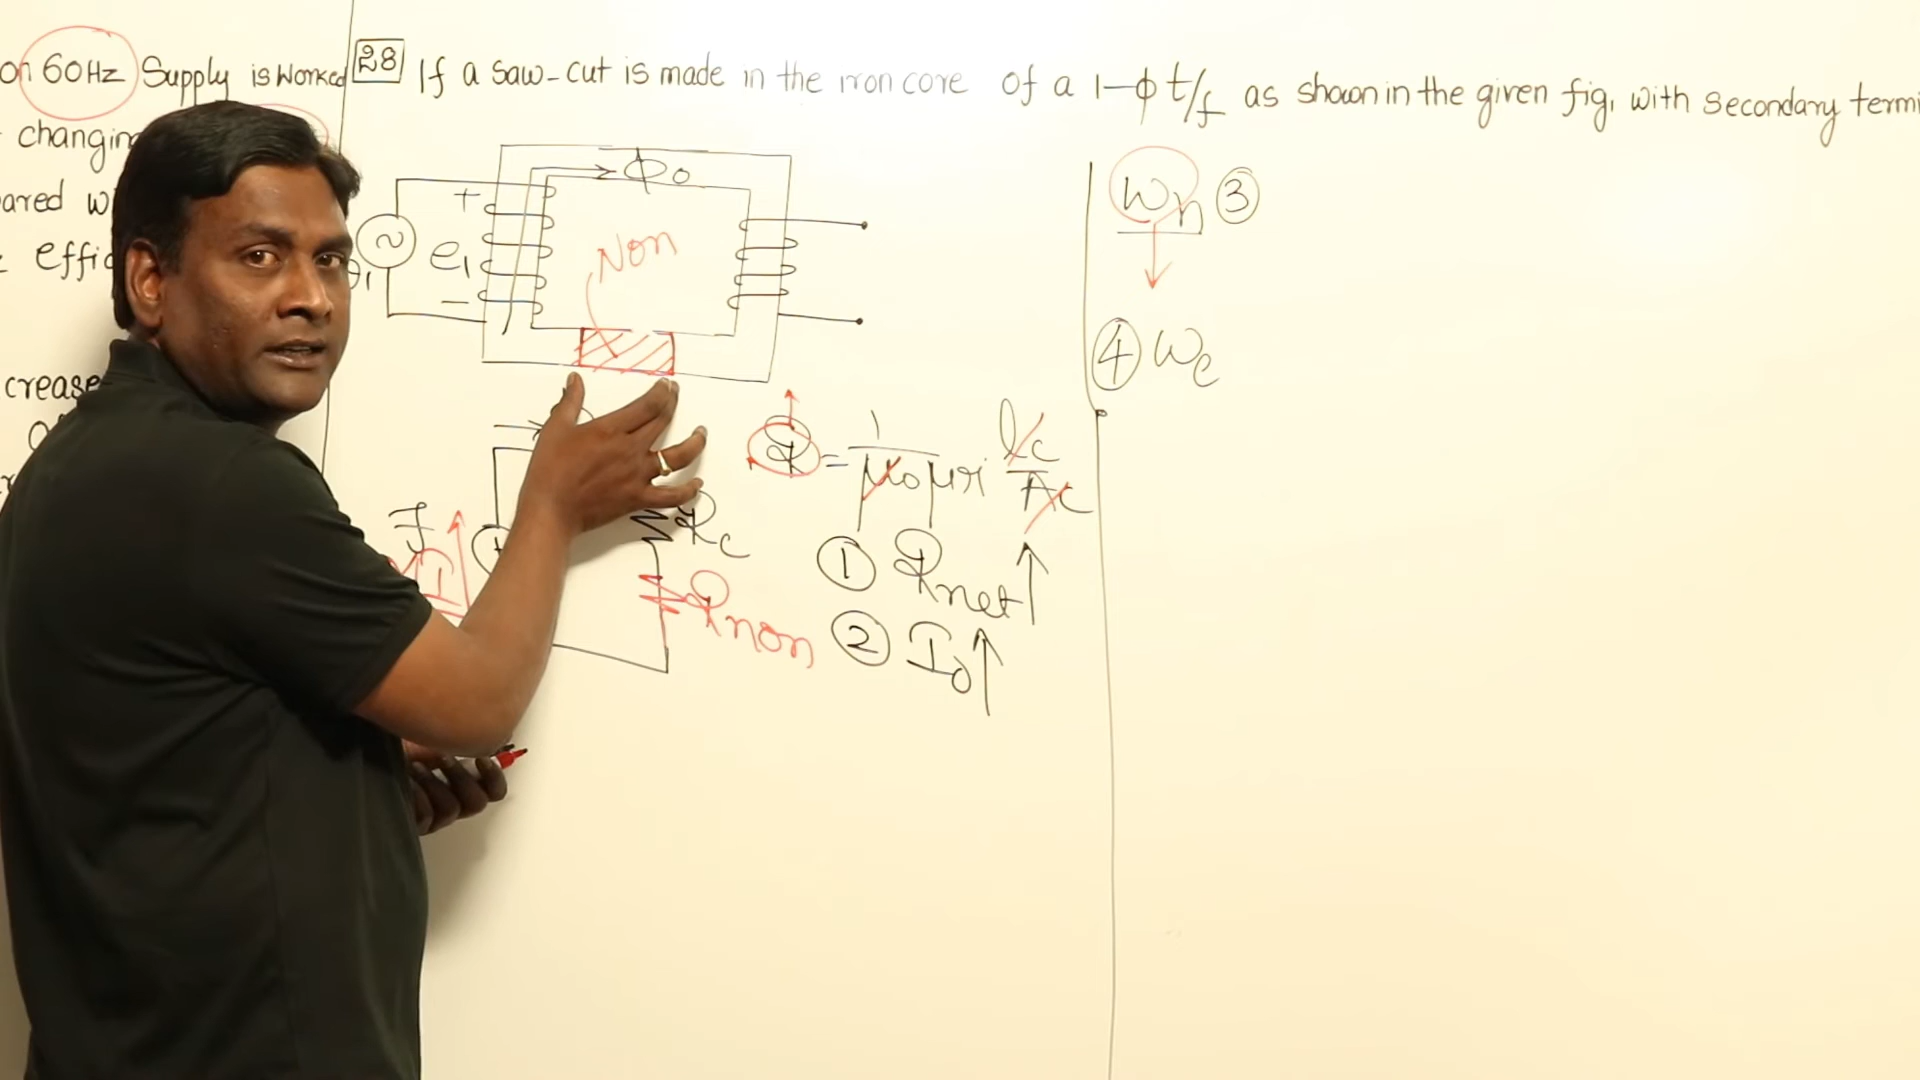 on 60Hz Supply is worked
changing
ared w
effic
crease
28 If a saw-cut is made in the iron core of a 1-ϕ t/f as shown in the given fig, with secondary termi
ϕ₀
+
~
e₁
−
Non
ℛ = 1/μ₀μr lc/Ac
F
ℛc
ℛnon
① ℛnet ↑
② I₀ ↑
Wh ③
④ We